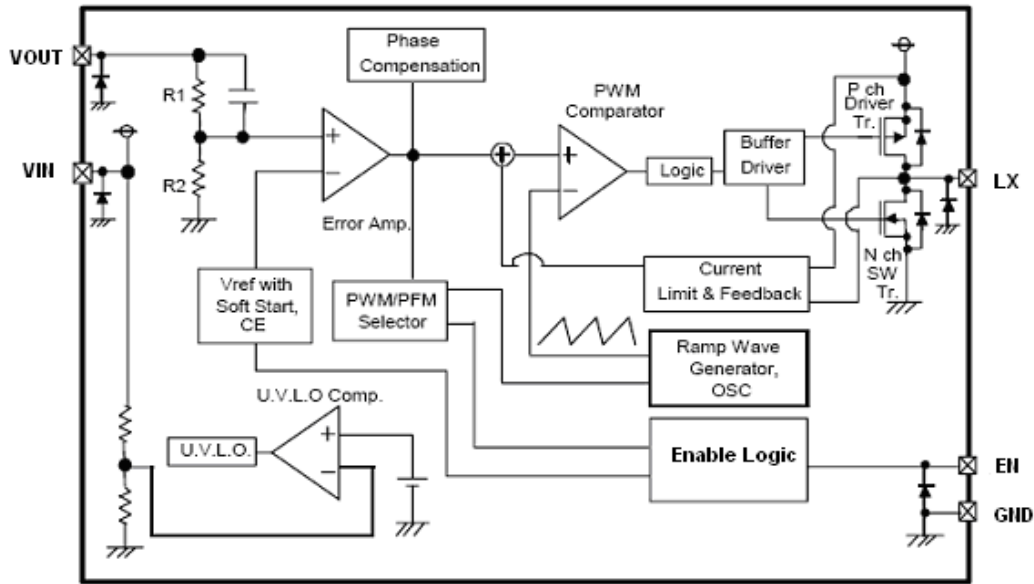 VOUT
VIN
R1
R2
Phase
Compensation
Error Amp.
PWM
Comparator
Logic
Buffer
Driver
P ch
Driver
Tr.
LX
N ch
SW
Tr.
Vref with
Soft Start,
CE
PWM/PFM
Selector
Current
Limit & Feedback
Ramp Wave
Generator,
OSC
U.V.L.O Comp.
U.V.L.O.
Enable Logic
EN
GND